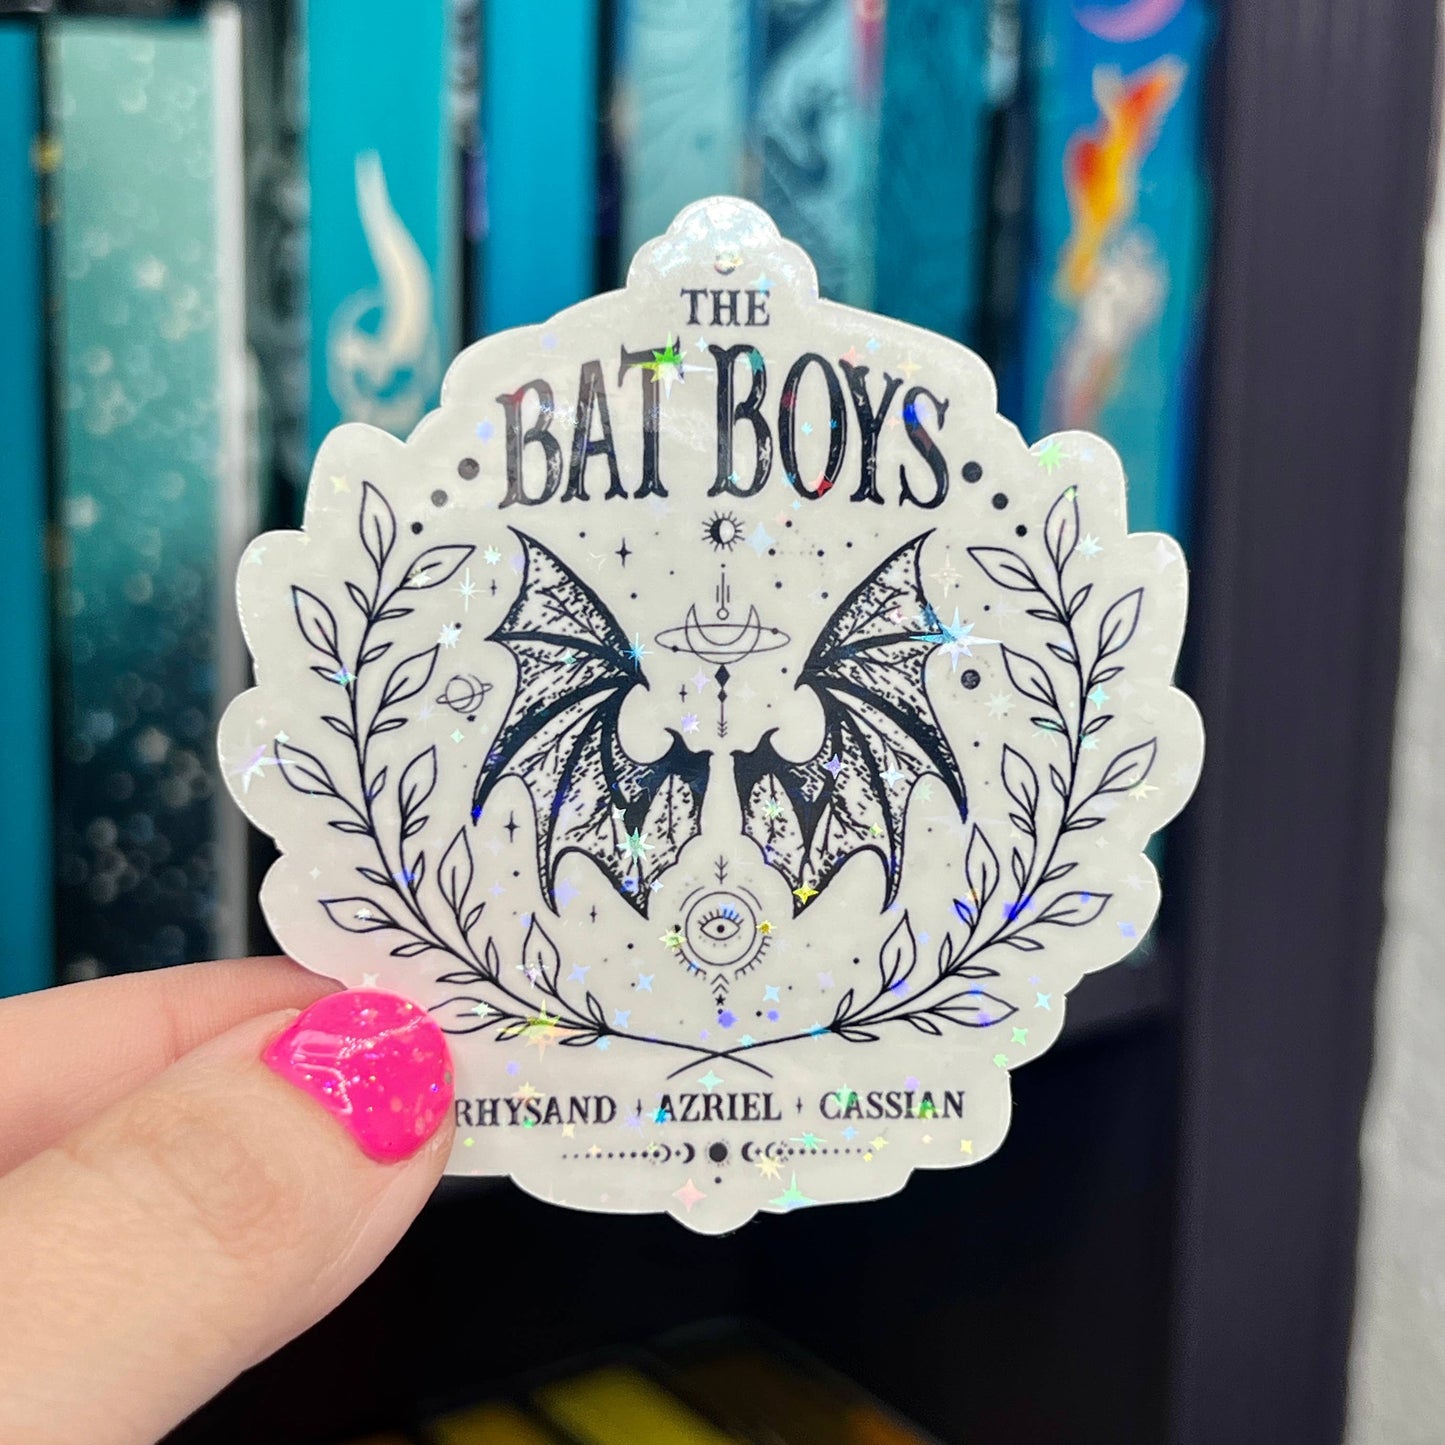 THE
BAT BOYS
RHYSAND + AZRIEL + CASSIAN